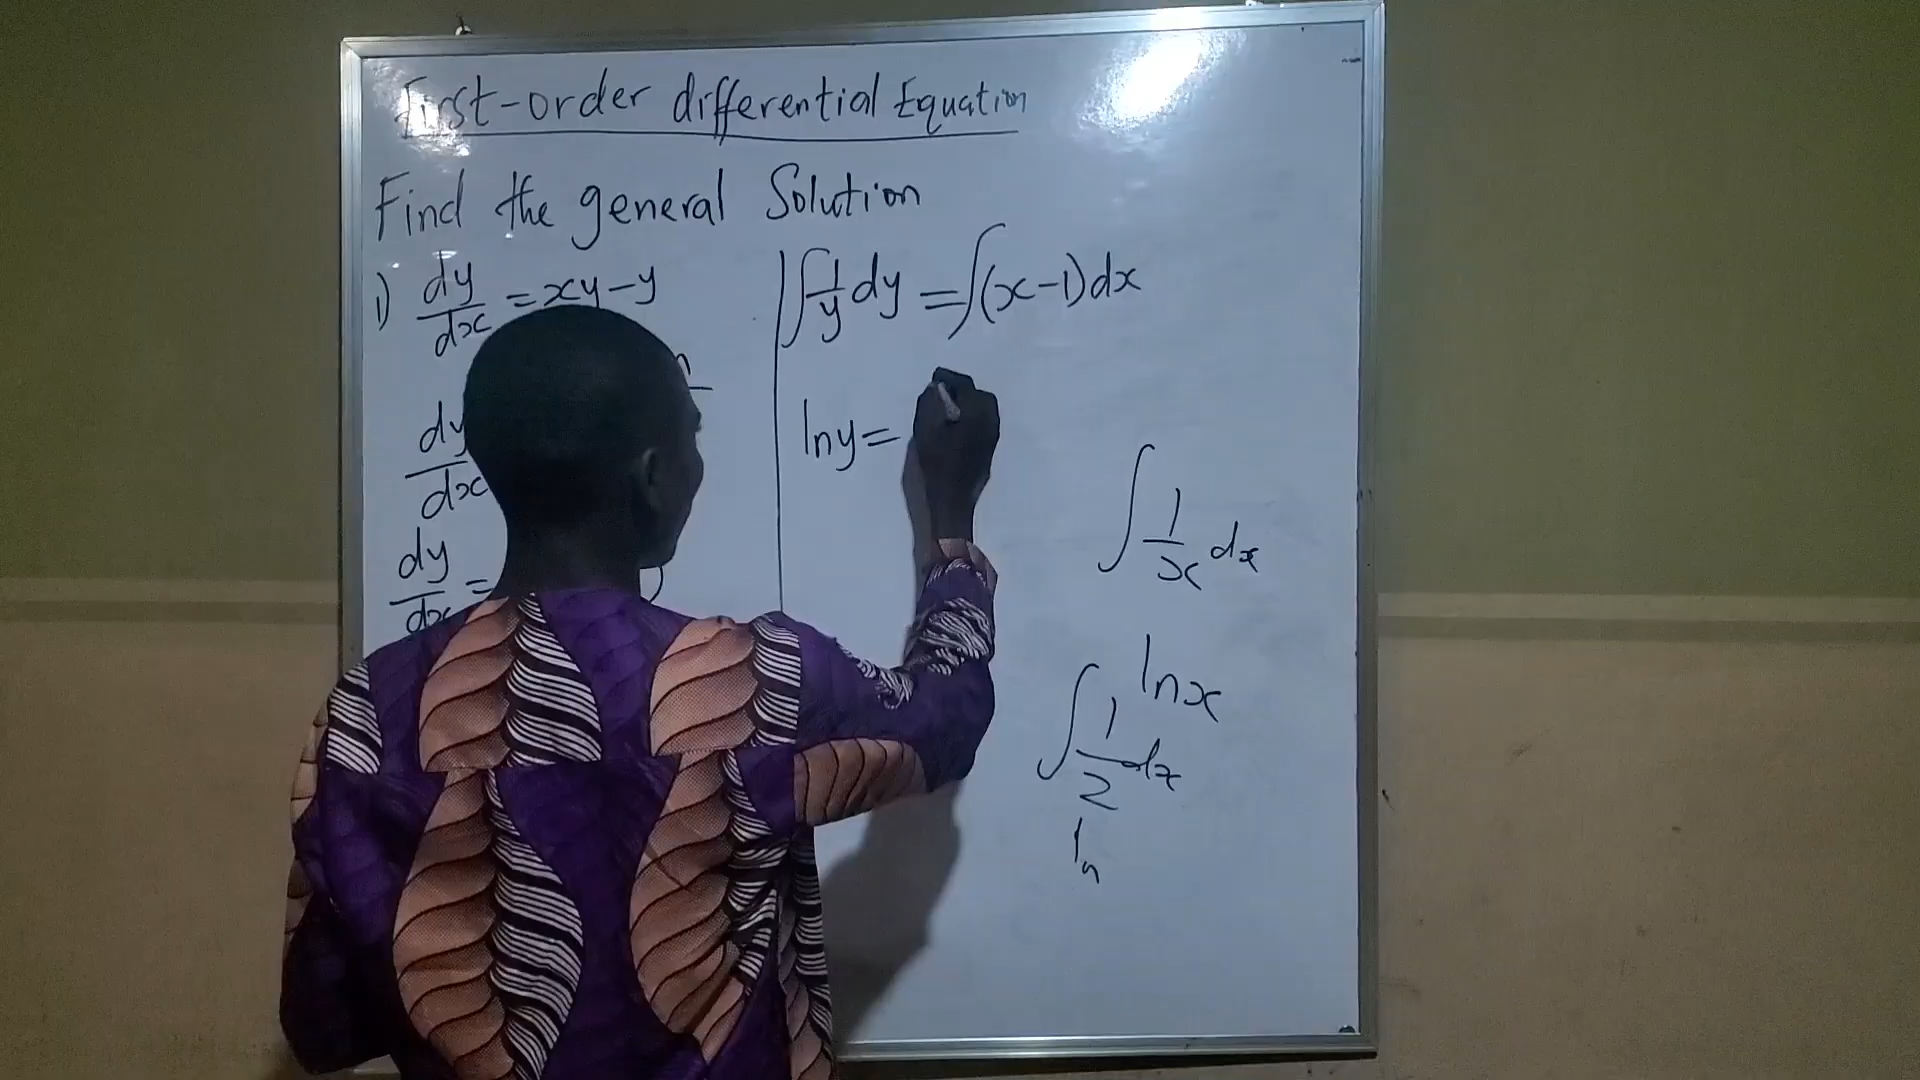 First-order differential Equation
Find the general Solution
1) dy/dx = xy-y
dy/dx
dy/dx =
∫1/y dy = ∫(x-1)dx
lny=
∫1/x dx
lnx
∫1/2 dx
ln